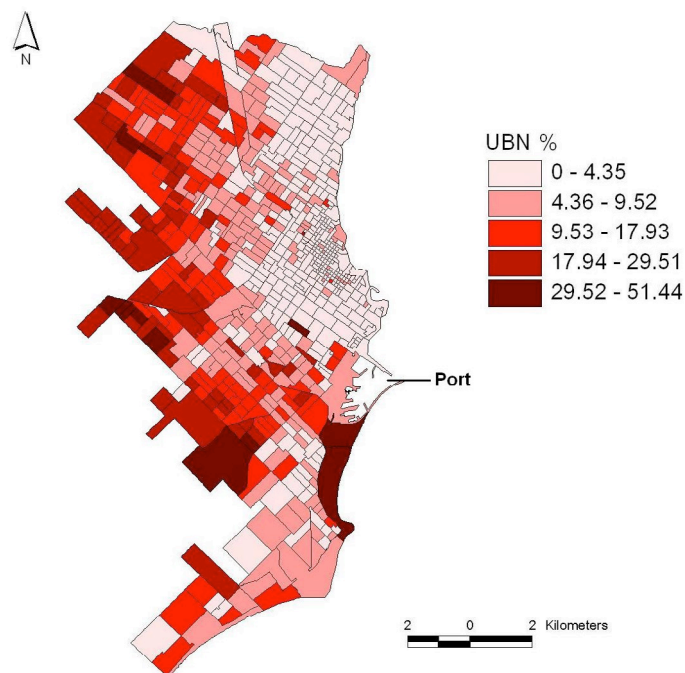 N
UBN %
0 - 4.35
4.36 - 9.52
9.53 - 17.93
17.94 - 29.51
29.52 - 51.44
Port
2 0 2 Kilometers